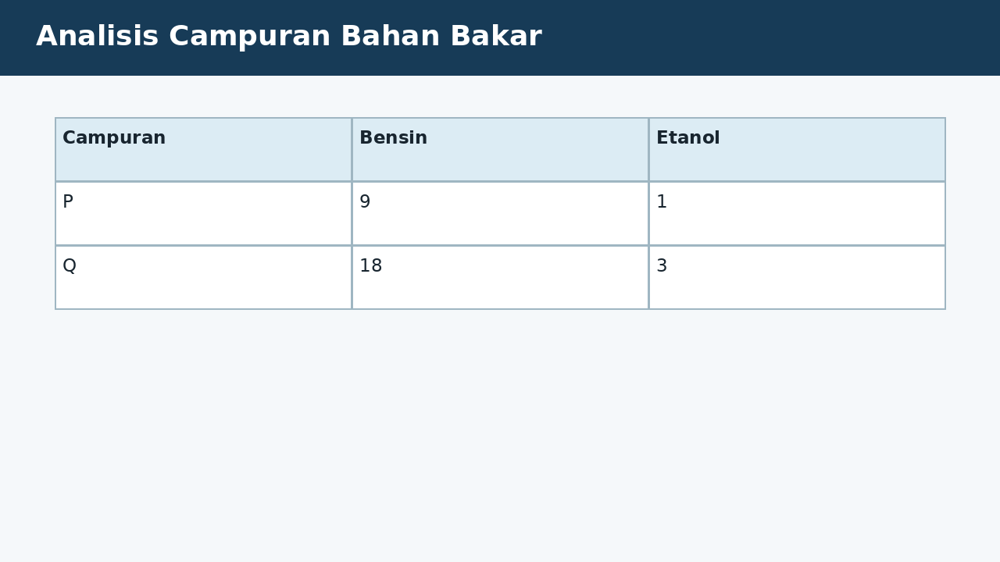 Analisis Campuran Bahan Bakar
Campuran Bensin Etanol
P 9 1
Q 18 3